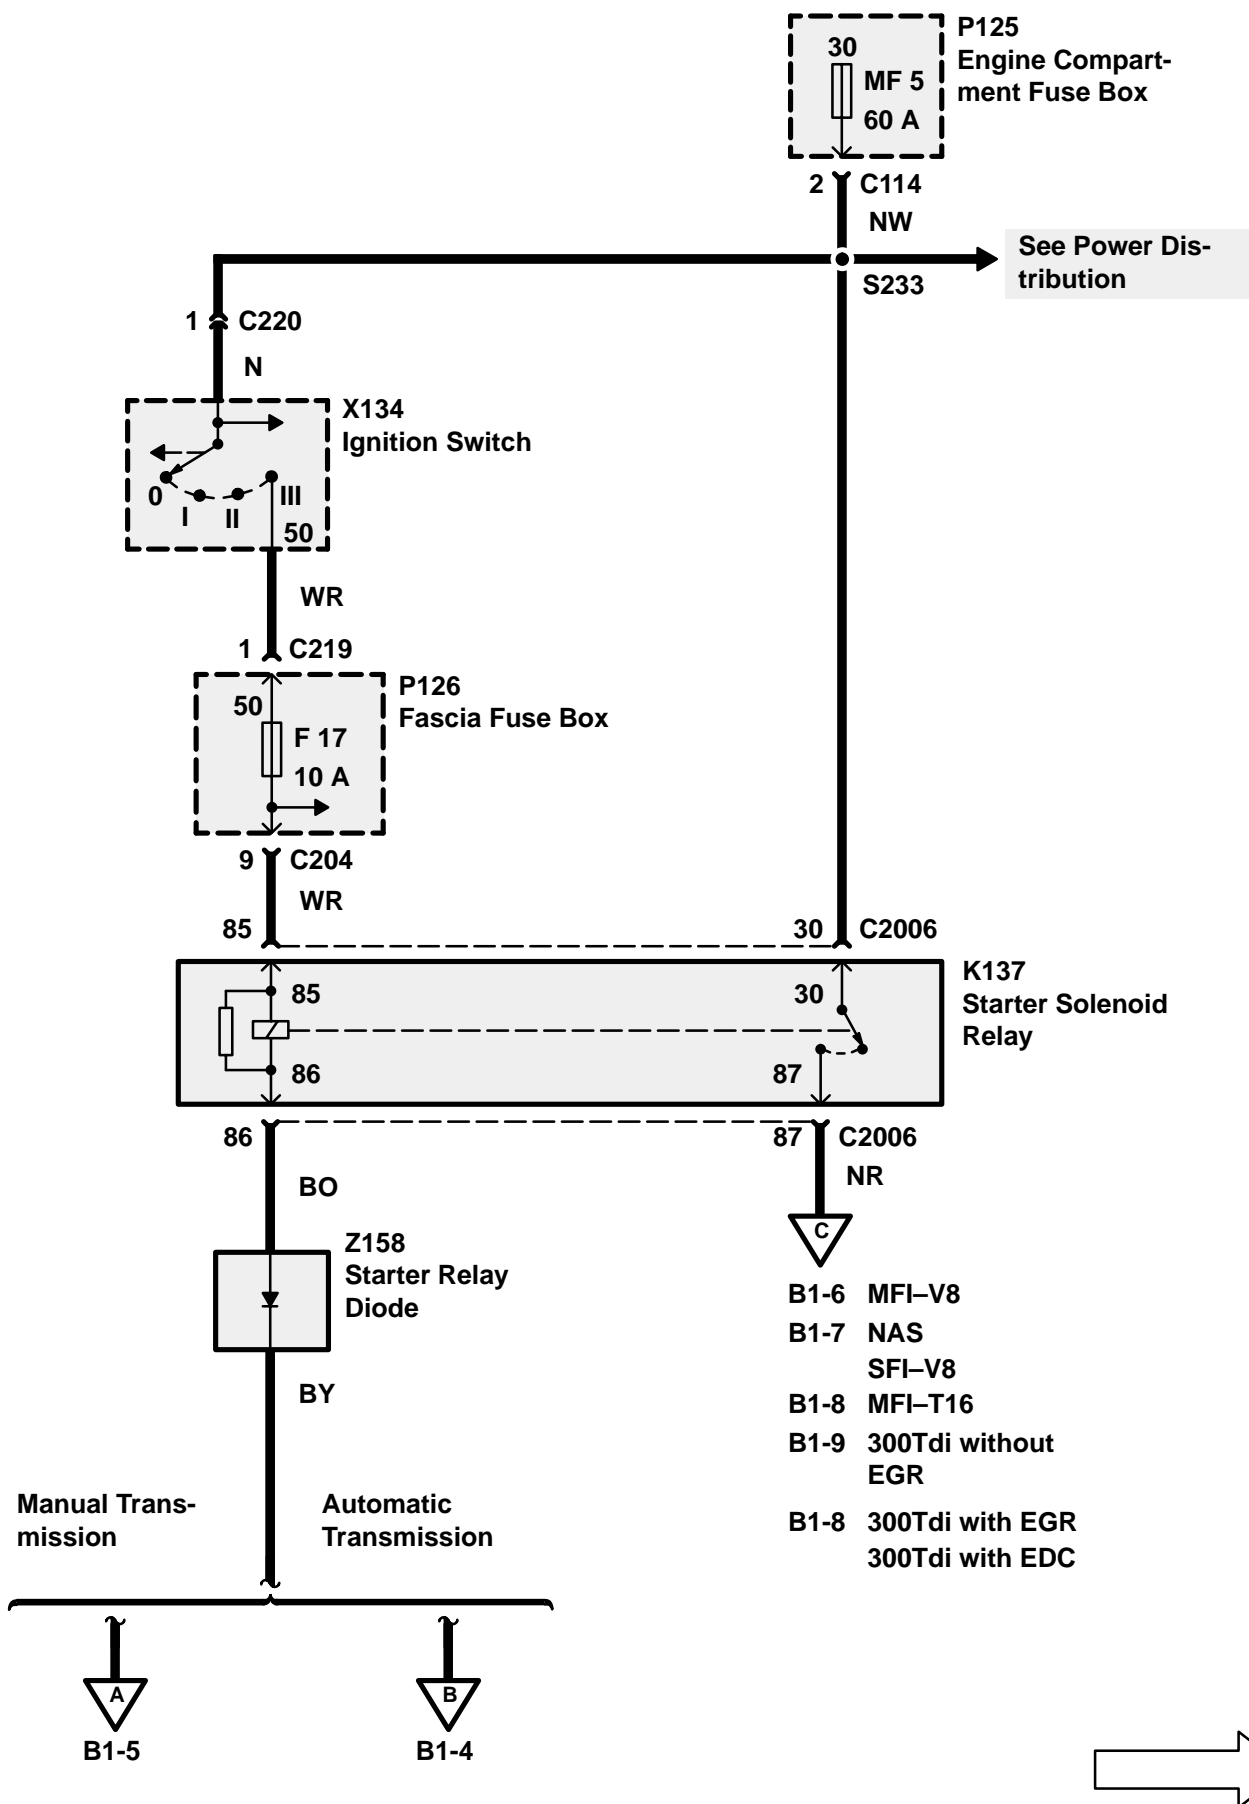 P125
Engine Compart-
ment Fuse Box
30
MF 5
60 A
2 C114
NW
See Power Dis-
tribution
S233
1 C220
N
X134
Ignition Switch
0
I
II
III
50
WR
1 C219
P126
Fascia Fuse Box
50
F 17
10 A
9 C204
WR
85
30 C2006
K137
Starter Solenoid
Relay
85
30
86
87
86
87 C2006
BO
NR
C
Z158
Starter Relay
Diode
BY
B1-6 MFI–V8
B1-7 NAS
SFI–V8
B1-8 MFI–T16
B1-9 300Tdi without
EGR
B1-8 300Tdi with EGR
300Tdi with EDC
Manual Trans-
mission
Automatic
Transmission
A
B
B1-5
B1-4